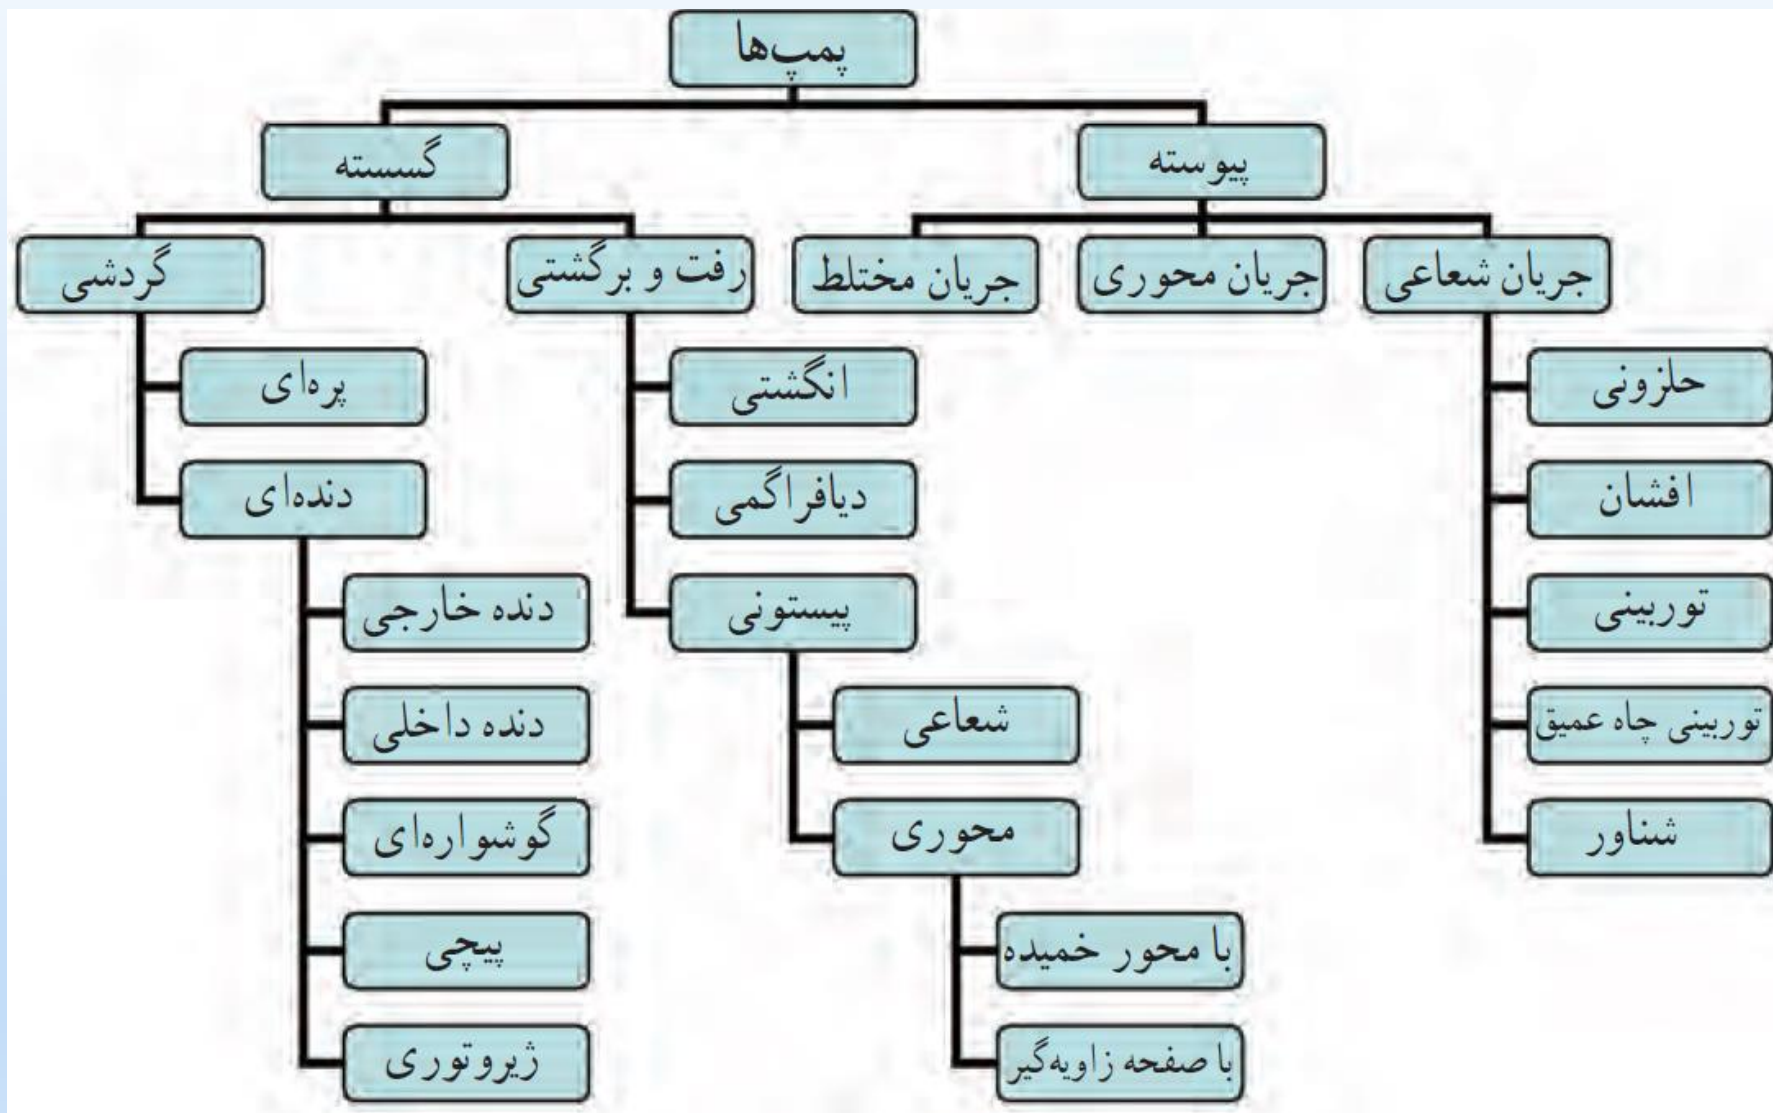 پمپ‌ها
پیوسته
گسسته
جریان شعاعی
جریان محوری
جریان مختلط
رفت و برگشتی
گردشی
حلزونی
افشان
توربینی
توربینی چاه عمیق
شناور
انگشتی
دیافراگمی
پیستونی
شعاعی
محوری
با محور خمیده
با صفحه زاویه‌گیر
پره‌ای
دنده‌ای
دنده خارجی
دنده داخلی
گوشواره‌ای
پیچی
ژیروتوری